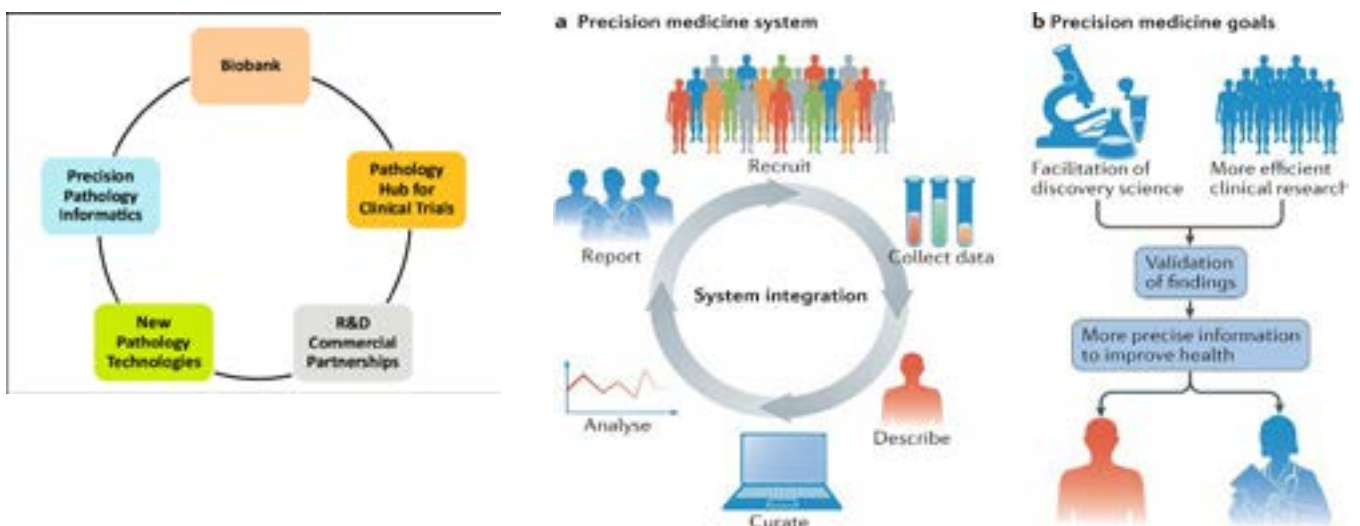 Biobank
Precision
Pathology
Informatics
Pathology
Hub for
Clinical Trials
New
Pathology
Technologies
R&D
Commercial
Partnerships
a Precision medicine system
Recruit
Report
Collect data
System integration
Analyse
Describe
Curate
b Precision medicine goals
Facilitation of
discovery science
More efficient
clinical research
Validation
of findings
More precise information
to improve health